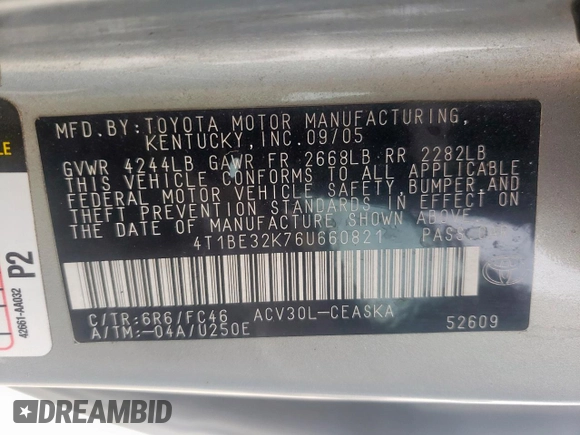 MFD.BY:TOYOTA MOTOR MANUFACTURING,
KENTUCKY,INC.09/05
GVWR 4244LB GAWR FR 2668LB RR 2282LB
THIS VEHICLE CONFORMS TO ALL APPLICABLE
FEDERAL MOTOR VEHICLE SAFETY, BUMPER,AND
THEFT PREVENTION STANDARDS IN EFFECT ON
DATE OF MANUFACTURE SHOWN ABOVE.
4T1BE32K76U660821 PASS
C/TR:6R6/FC46 ACV30L-CEASKA
A/TM:-04A/U250E 52609
P2
42661-AA032
DREAMBID